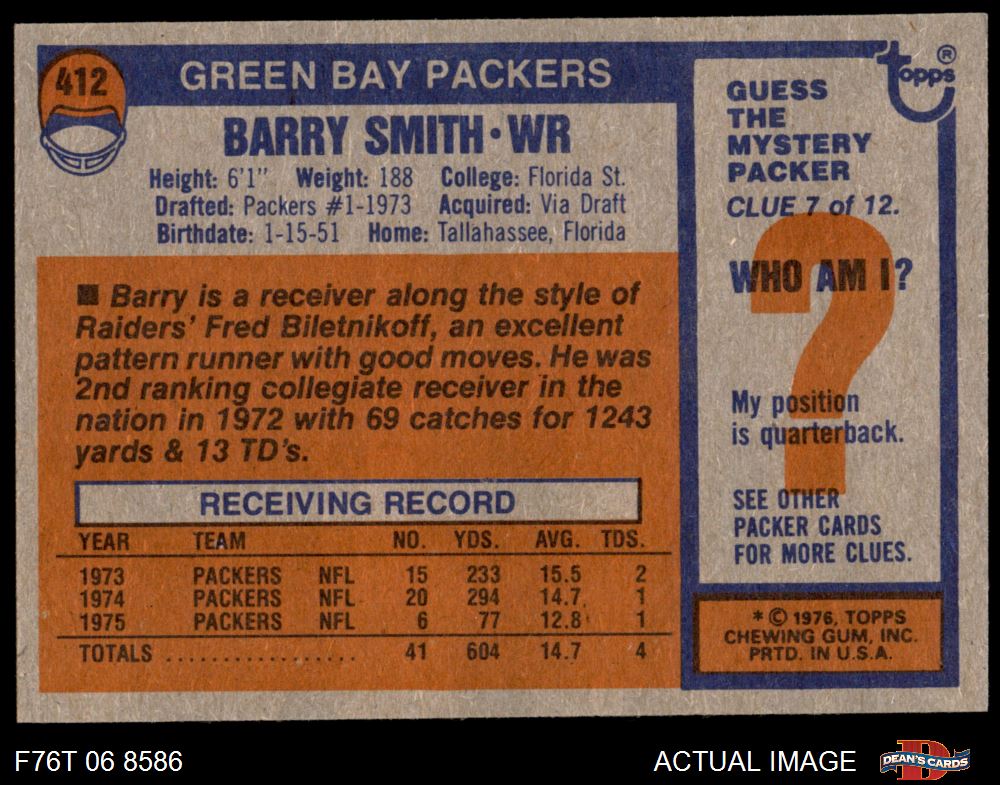 412
GREEN BAY PACKERS
BARRY SMITH • WR
Height: 6'1" Weight: 188 College: Florida St.
Drafted: Packers #1-1973 Acquired: Via Draft
Birthdate: 1-15-51 Home: Tallahassee, Florida
■ Barry is a receiver along the style of
Raiders' Fred Biletnikoff, an excellent
pattern runner with good moves. He was
2nd ranking collegiate receiver in the
nation in 1972 with 69 catches for 1243
yards & 13 TD's.
RECEIVING RECORD
YEAR TEAM NO. YDS. AVG. TDS.
1973 PACKERS NFL 15 233 15.5 2
1974 PACKERS NFL 20 294 14.7 1
1975 PACKERS NFL 6 77 12.8 1
TOTALS .................. 41 604 14.7 4
topps ®
GUESS
THE
MYSTERY
PACKER
CLUE 7 of 12.
?
WHO AM I?
My position
is quarterback.
SEE OTHER
PACKER CARDS
FOR MORE CLUES.
* © 1976, TOPPS
CHEWING GUM, INC.
PRTD. IN U.S.A.
F76T 06 8586
ACTUAL IMAGE
D
DEAN'S CARDS